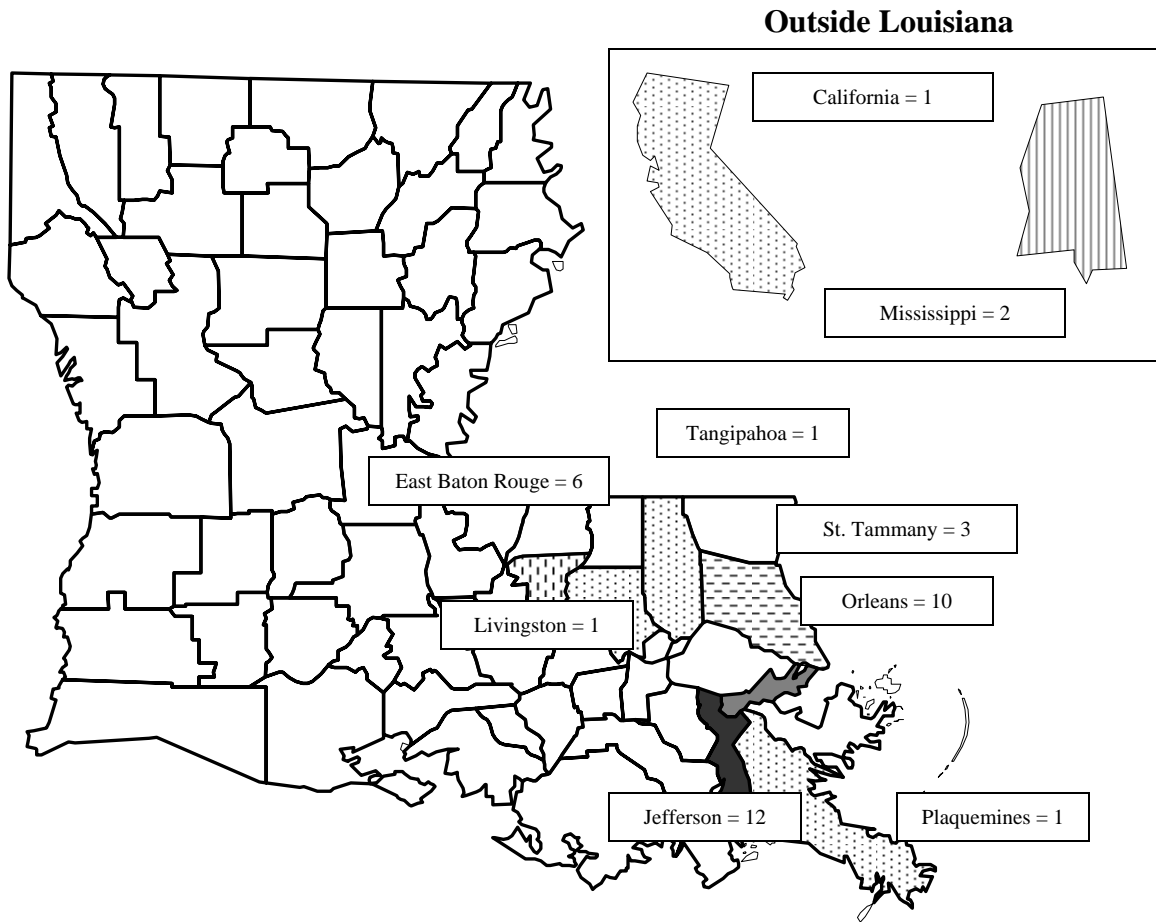 Outside Louisiana
California = 1
Mississippi = 2
Tangipahoa = 1
East Baton Rouge = 6
St. Tammany = 3
Orleans = 10
Livingston = 1
Jefferson = 12
Plaquemines = 1